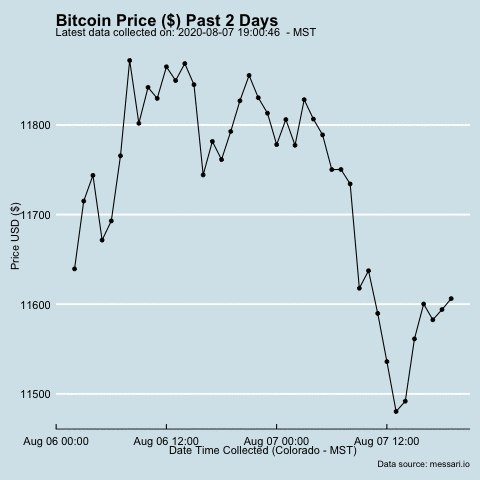 Bitcoin Price ($) Past 2 Days
Latest data collected on: 2020-08-07 19:00:46 - MST
Price USD ($)
11800
11700
11600
11500
Aug 06 00:00 Aug 06 12:00 Aug 07 00:00 Aug 07 12:00
Date Time Collected (Colorado - MST)
Data source: messari.io